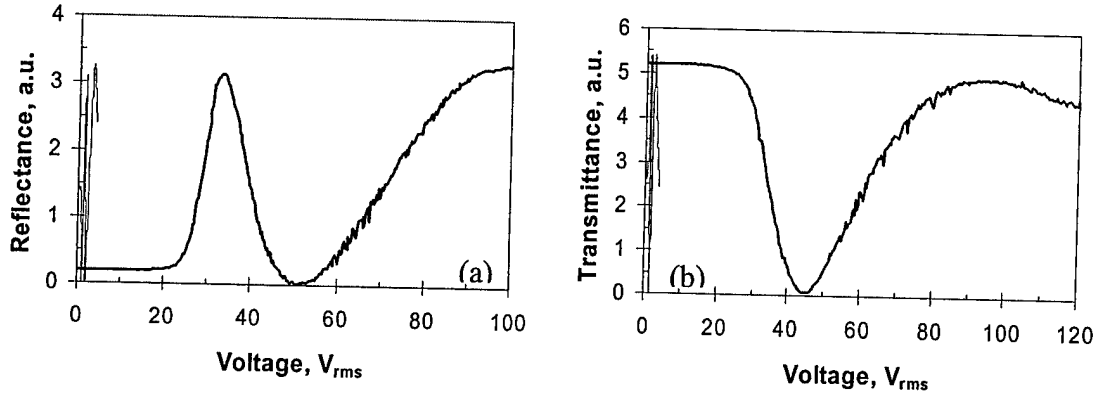 Reflectance, a.u.
4
3
2
1
0
0 20 40 60 80 100
Voltage, Vrms
(a)
Transmittance, a.u.
6
5
4
3
2
1
0
0 20 40 60 80 100 120
Voltage, Vrms
(b)